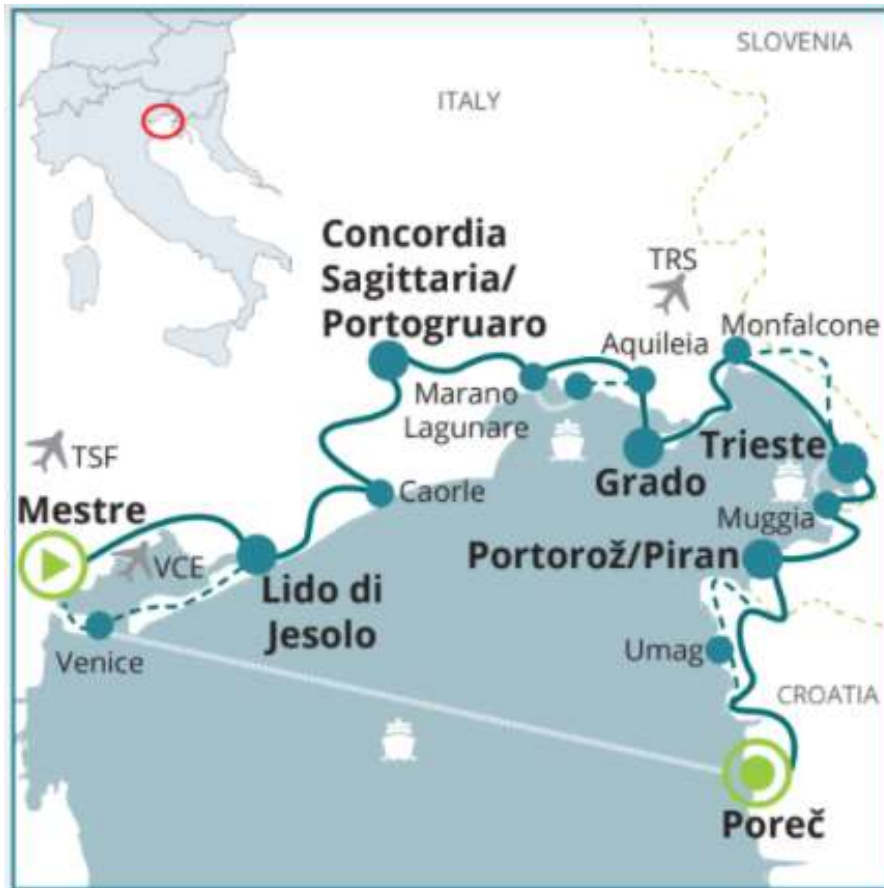 SLOVENIA
ITALY
Concordia
Sagittaria/
Portogruaro
TRS
Monfalcone
Aquileia
Marano
Lagunare
Trieste
TSF
Grado
Caorle
Mestre
Muggia
VCE
Portorož/Piran
Lido di
Jesolo
Venice
Umag
CROATIA
Poreč